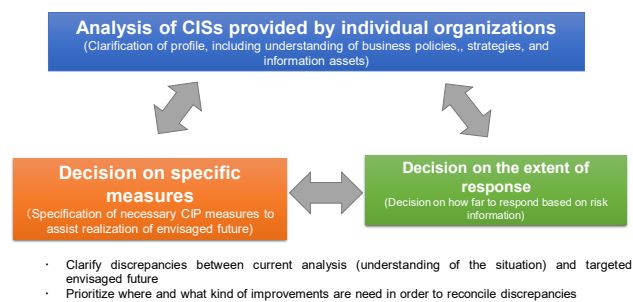 Analysis of CISs provided by individual organizations
(Clarification of profile, including understanding of business policies,, strategies, and
information assets)
Decision on specific
measures
(Specification of necessary CIP measures to
assist realization of envisaged future)
Decision on the extent of
response
(Decision on how far to respond based on risk
information)
· Clarify discrepancies between current analysis (understanding of the situation) and targeted
envisaged future
· Prioritize where and what kind of improvements are need in order to reconcile discrepancies